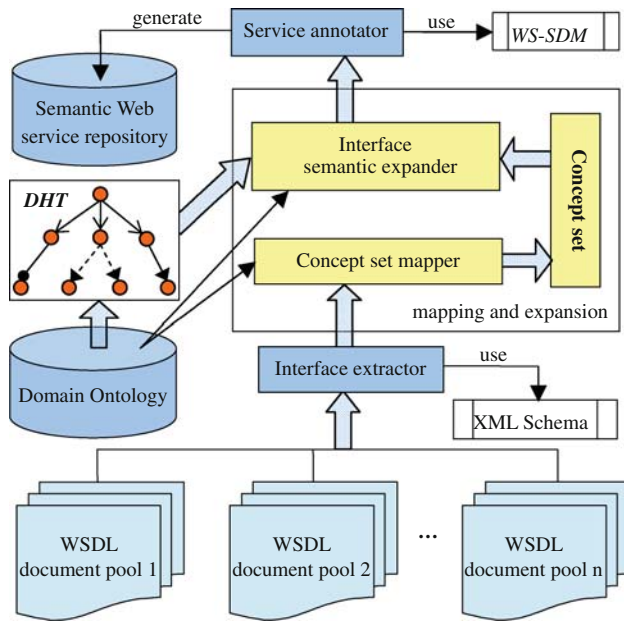 generate
Service annotator
use
WS-SDM
Semantic Web
service repository
Interface
semantic expander
Concept set
DHT
Concept set mapper
mapping and expansion
Domain Ontology
Interface extractor
use
XML Schema
WSDL
document pool 1
WSDL
document pool 2
...
WSDL
document pool n